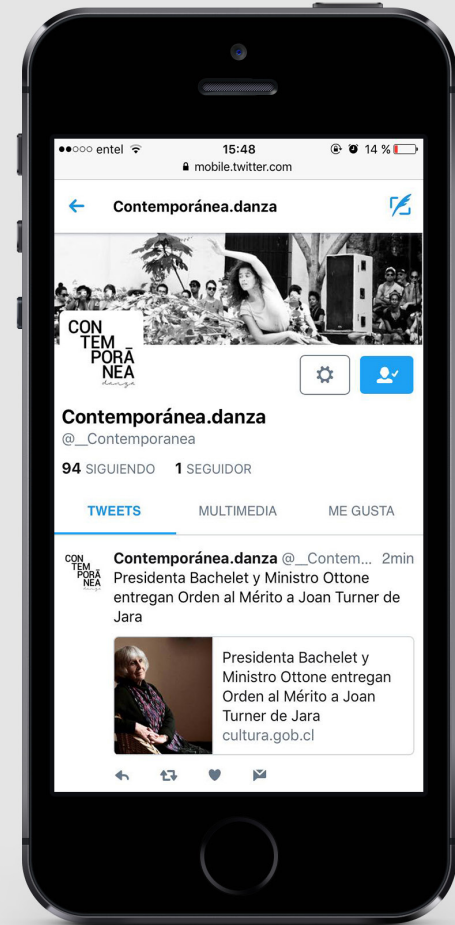 entel 15:48 14 %
mobile.twitter.com
Contemporánea.danza
CON
TEM
PORĀ
NEA
danza
Contemporánea.danza
@__Contemporanea
94 SIGUIENDO 1 SEGUIDOR
TWEETS MULTIMEDIA ME GUSTA
CON
TEM
PORĀ
NEA
Contemporánea.danza @__Contem... 2min
Presidenta Bachelet y Ministro Ottone
entregan Orden al Mérito a Joan Turner de
Jara
Presidenta Bachelet y
Ministro Ottone entregan
Orden al Mérito a Joan
Turner de Jara
cultura.gob.cl